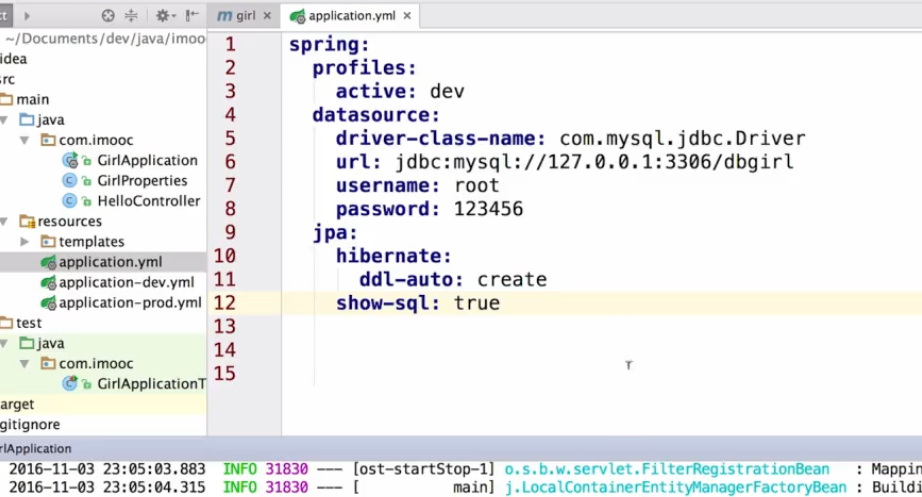 girl
application.yml
~/Documents/dev/java/imoo
idea
src
main
java
com.imooc
GirlApplication
GirlProperties
HelloController
resources
templates
application.yml
application-dev.yml
application-prod.yml
test
java
com.imooc
GirlApplicationT
arget
gitignore
1 spring:
2 profiles:
3 active: dev
4 datasource:
5 driver-class-name: com.mysql.jdbc.Driver
6 url: jdbc:mysql://127.0.0.1:3306/dbgirl
7 username: root
8 password: 123456
9 jpa:
10 hibernate:
11 ddl-auto: create
12 show-sql: true
13
14
15
irlApplication
2016-11-03 23:05:03.883 INFO 31830 --- [ost-startStop-1] o.s.b.w.servlet.FilterRegistrationBean : Mappin
2016-11-03 23:05:04.315 INFO 31830 --- [ main] j.LocalContainerEntityManagerFactoryBean : Buildi